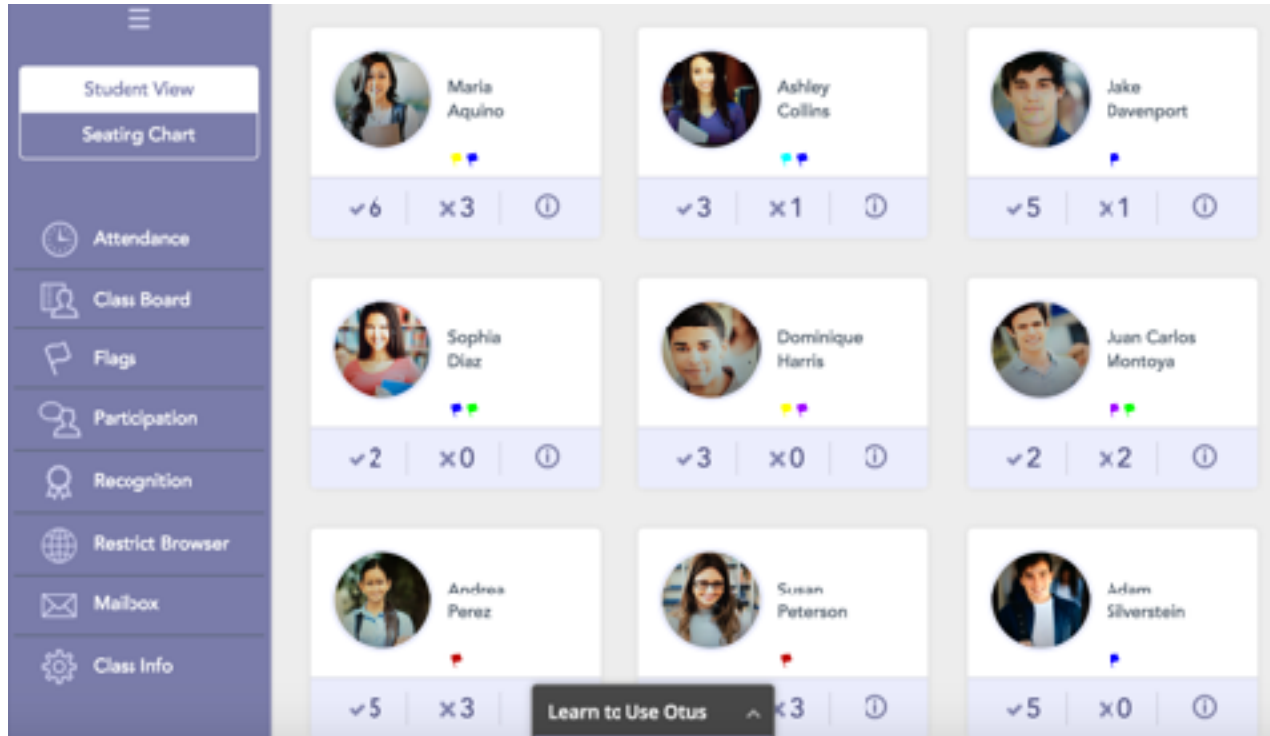 Student View
Seating Chart
Attendance
Class Board
Flags
Participation
Recognition
Restrict Browser
Mailbox
Class Info
Maria
Aquino
6 3
Ashley
Collins
3 1
Jake
Davenport
5 1
Sophia
Diaz
2 0
Dominique
Harris
3 0
Juan Carlos
Montoya
2 2
Andrea
Perez
5 3
Susan
Peterson
3
Adam
Silverstein
5 0
Learn to Use Otus